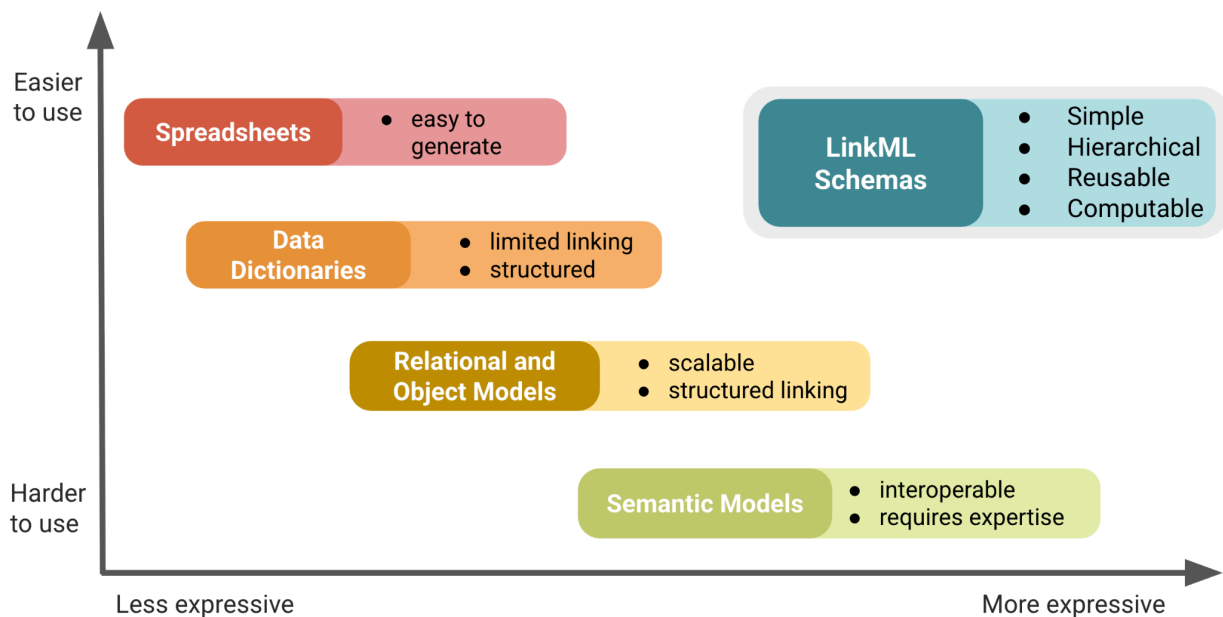 Easier
to use
Spreadsheets
● easy to
generate
LinkML
Schemas
● Simple
● Hierarchical
● Reusable
● Computable
Data
Dictionaries
● limited linking
● structured
Relational and
Object Models
● scalable
● structured linking
Harder
to use
Semantic Models
● interoperable
● requires expertise
Less expressive
More expressive